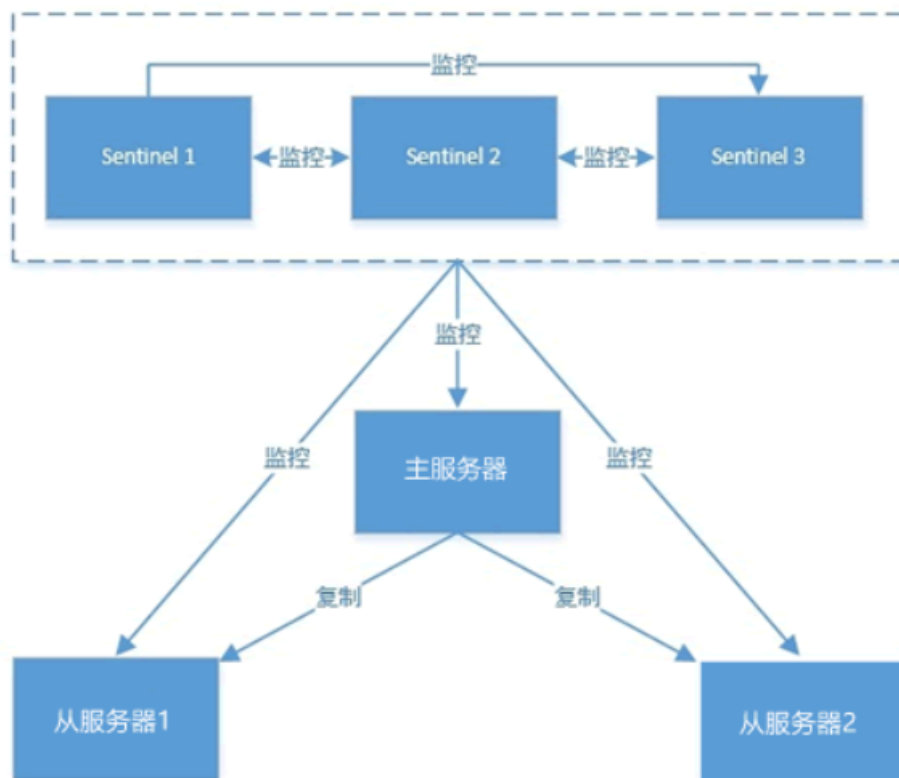 监控
Sentinel 1
监控
Sentinel 2
监控
Sentinel 3
监控
监控
监控
主服务器
复制
复制
从服务器1
从服务器2